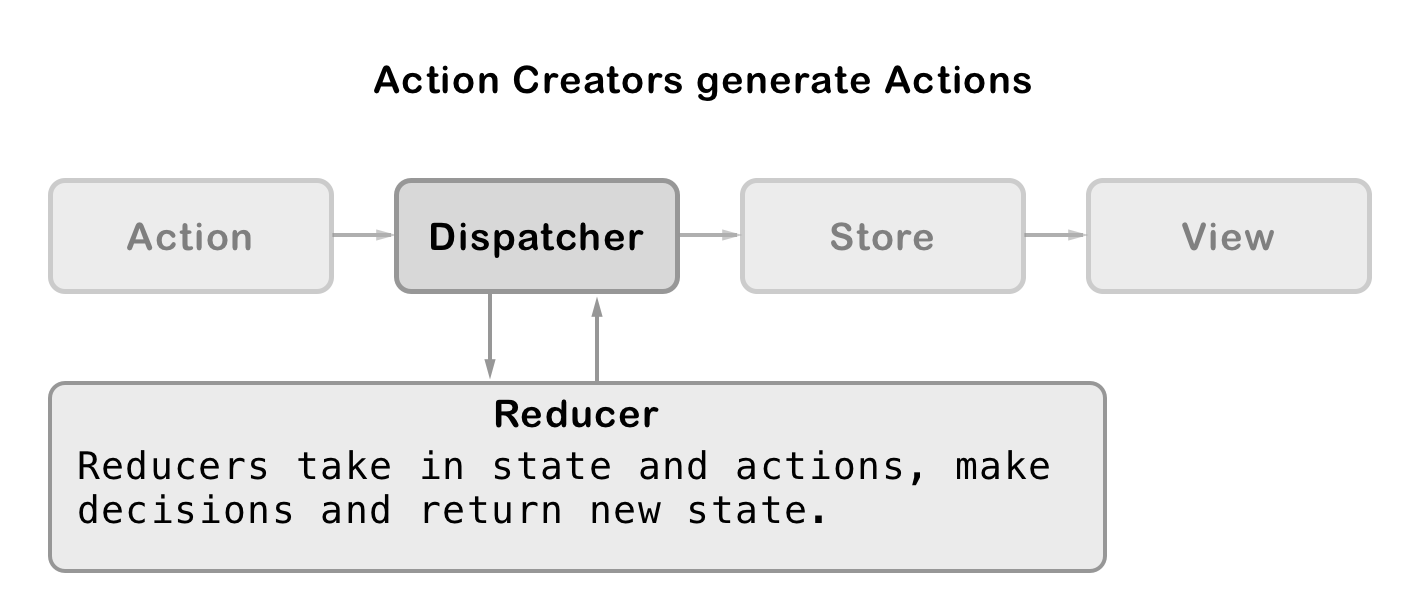 Action Creators generate Actions
Action
Dispatcher
Store
View
Reducer
Reducers take in state and actions, make
decisions and return new state.